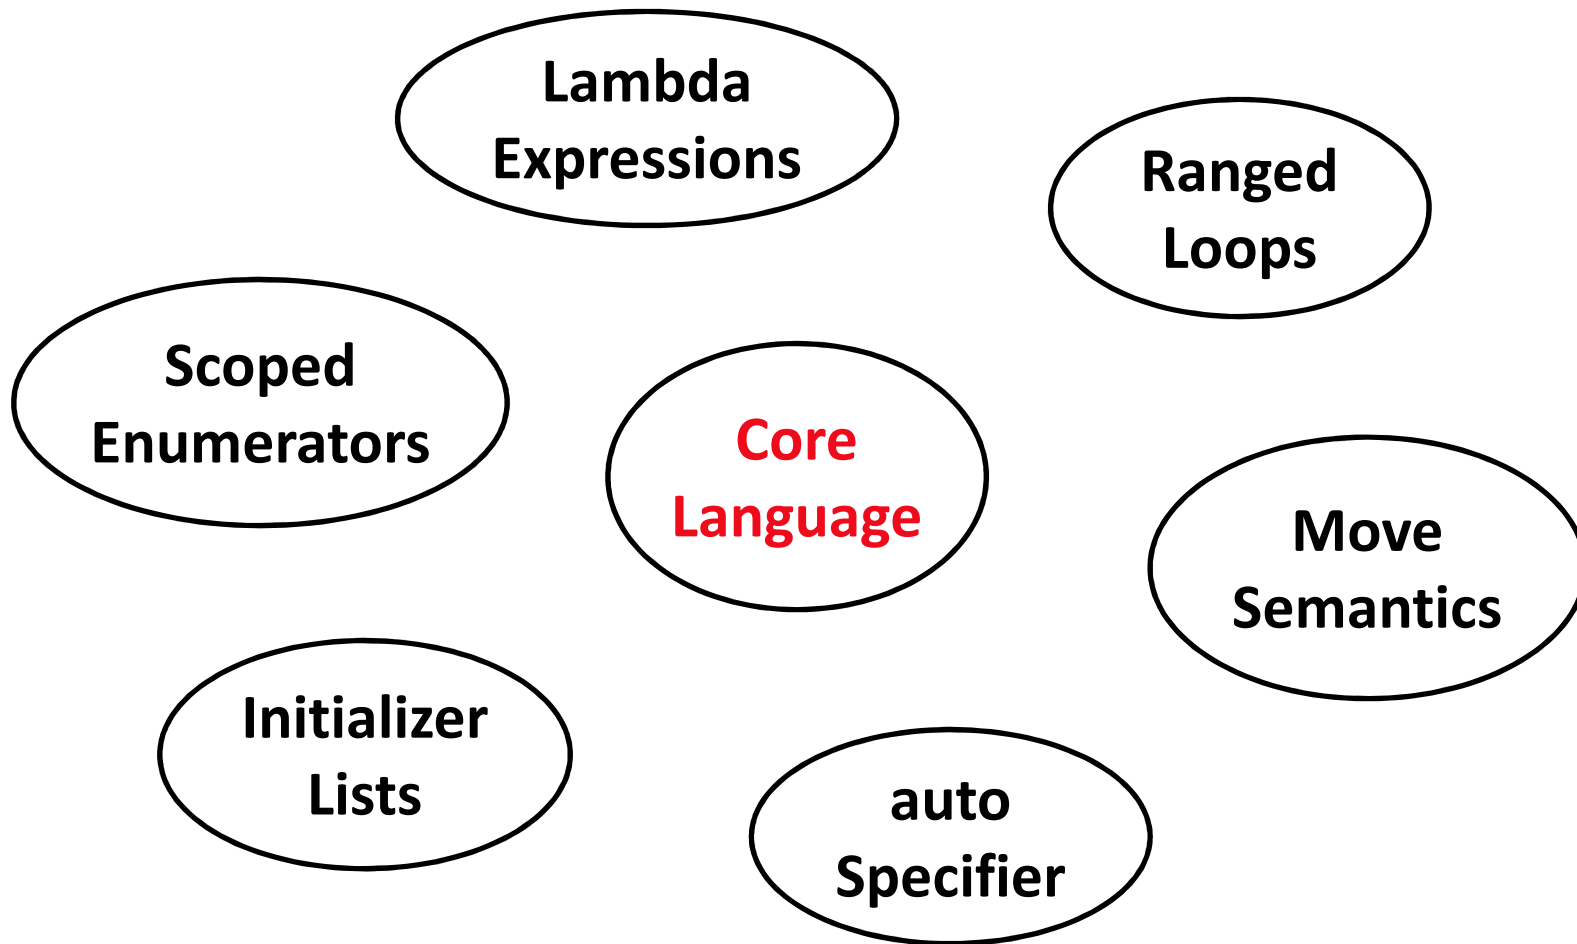 Lambda
Expressions
Ranged
Loops
Scoped
Enumerators
Core
Language
Move
Semantics
Initializer
Lists
auto
Specifier